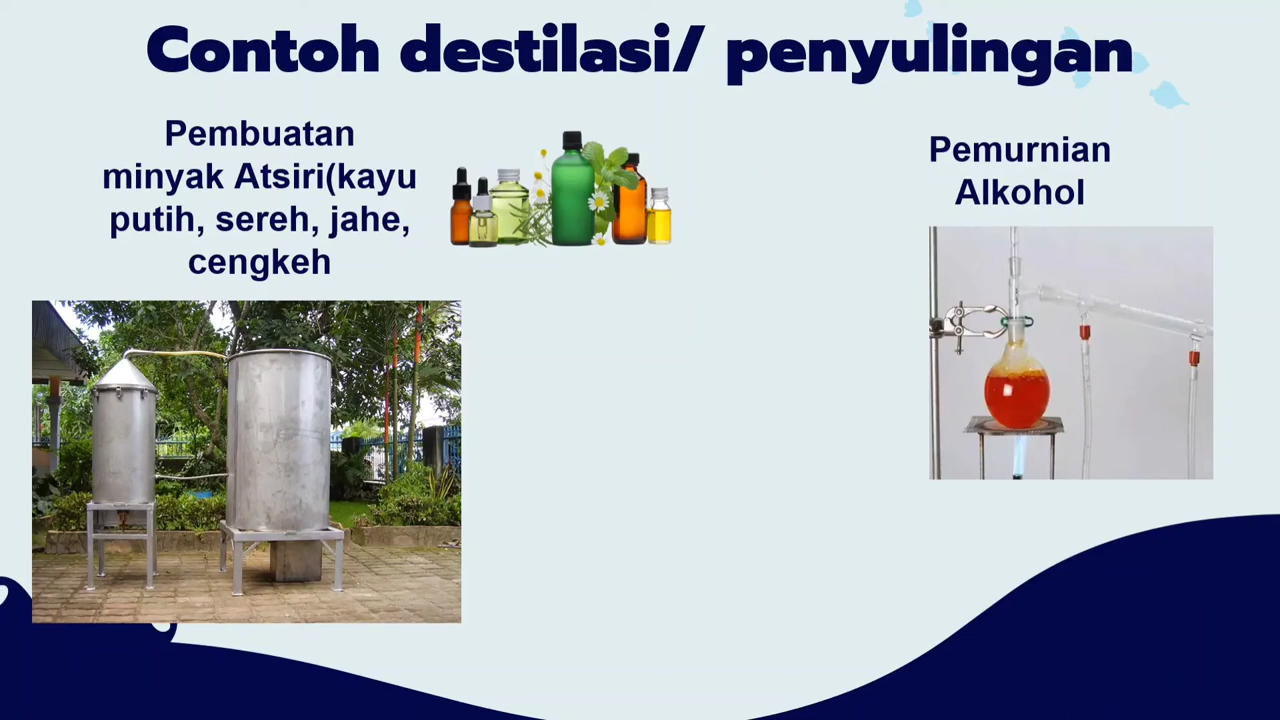 Contoh destilasi/ penyulingan
Pembuatan
minyak Atsiri(kayu
putih, sereh, jahe,
cengkeh
Pemurnian
Alkohol